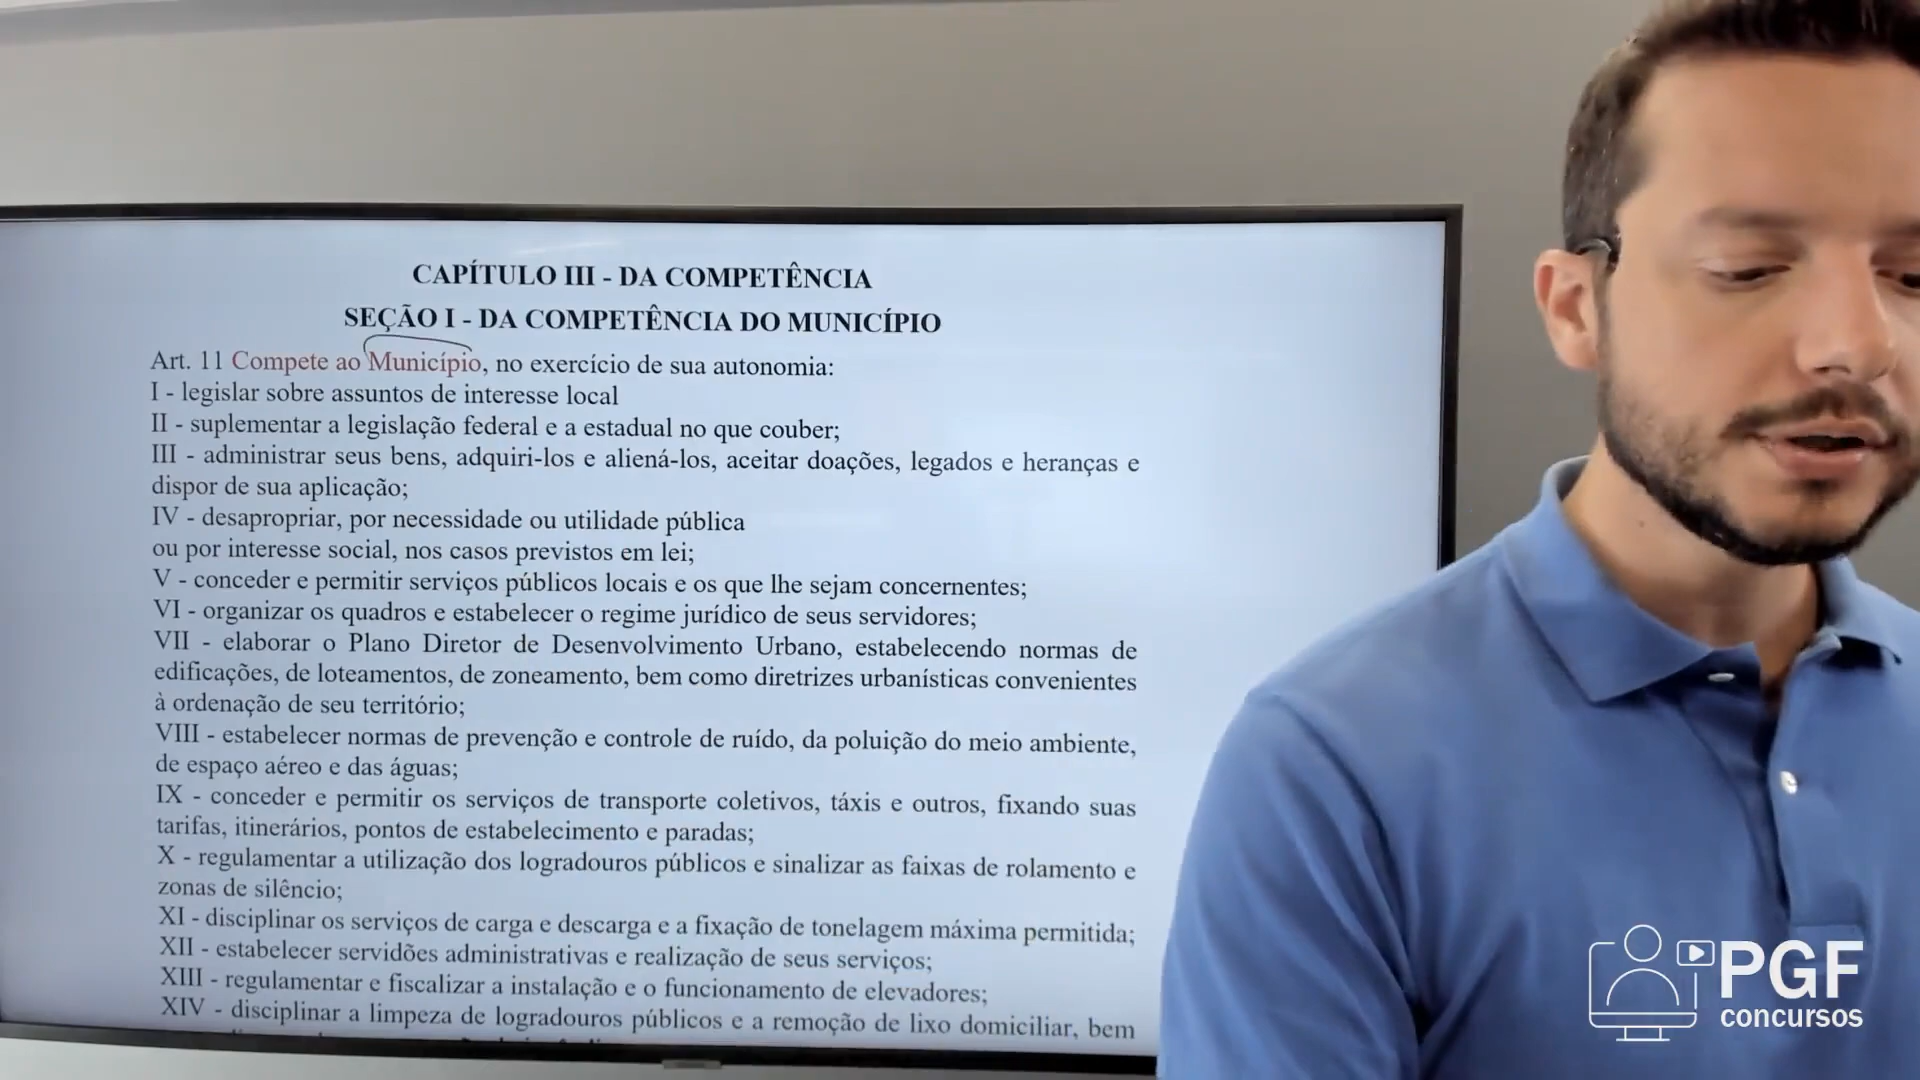 CAPÍTULO III - DA COMPETÊNCIA
SEÇÃO I - DA COMPETÊNCIA DO MUNICÍPIO
Art. 11 Compete ao Município, no exercício de sua autonomia:
I - legislar sobre assuntos de interesse local
II - suplementar a legislação federal e a estadual no que couber;
III - administrar seus bens, adquiri-los e aliená-los, aceitar doações, legados e heranças e
dispor de sua aplicação;
IV - desapropriar, por necessidade ou utilidade pública
ou por interesse social, nos casos previstos em lei;
V - conceder e permitir serviços públicos locais e os que lhe sejam concernentes;
VI - organizar os quadros e estabelecer o regime jurídico de seus servidores;
VII - elaborar o Plano Diretor de Desenvolvimento Urbano, estabelecendo normas de
edificações, de loteamentos, de zoneamento, bem como diretrizes urbanísticas convenientes
à ordenação de seu território;
VIII - estabelecer normas de prevenção e controle de ruído, da poluição do meio ambiente,
de espaço aéreo e das águas;
IX - conceder e permitir os serviços de transporte coletivos, táxis e outros, fixando suas
tarifas, itinerários, pontos de estabelecimento e paradas;
X - regulamentar a utilização dos logradouros públicos e sinalizar as faixas de rolamento e
zonas de silêncio;
XI - disciplinar os serviços de carga e descarga e a fixação de tonelagem máxima permitida;
XII - estabelecer servidões administrativas e realização de seus serviços;
XIII - regulamentar e fiscalizar a instalação e o funcionamento de elevadores;
XIV - disciplinar a limpeza de logradouros públicos e a remoção de lixo domiciliar, bem
PGF
concursos